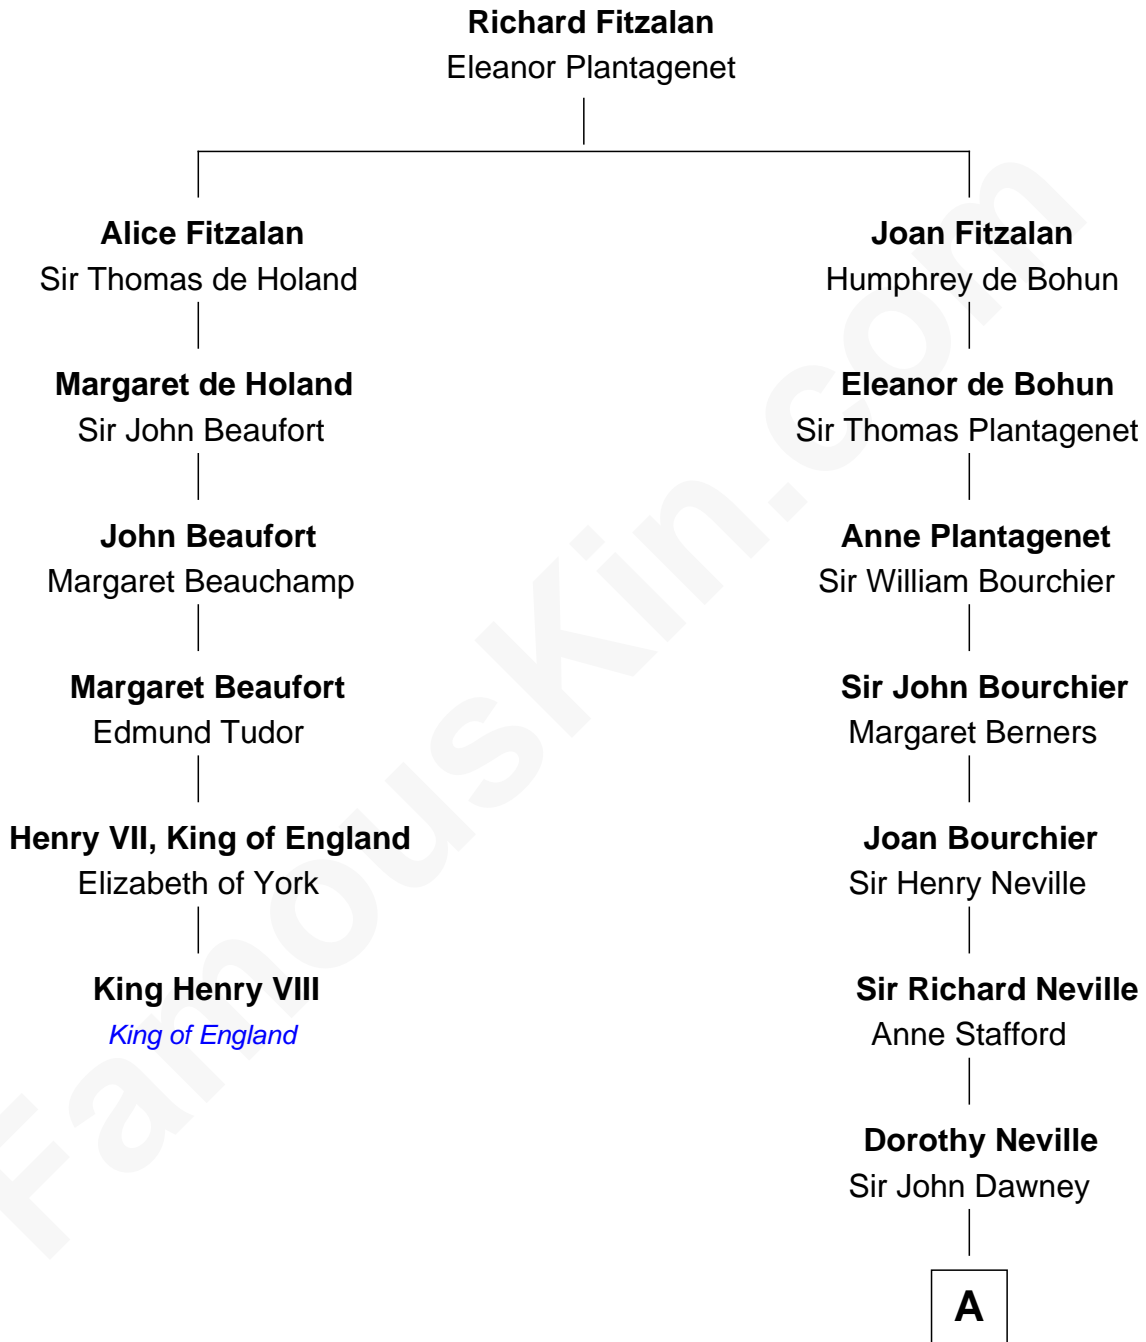 Richard Fitzalan
Eleanor Plantagenet
Alice Fitzalan
Sir Thomas de Holand
Joan Fitzalan
Humphrey de Bohun
Margaret de Holand
Sir John Beaufort
Eleanor de Bohun
Sir Thomas Plantagenet
John Beaufort
Margaret Beauchamp
Anne Plantagenet
Sir William Bourchier
Margaret Beaufort
Edmund Tudor
Sir John Bourchier
Margaret Berners
Henry VII, King of England
Elizabeth of York
Joan Bourchier
Sir Henry Neville
King Henry VIII
King of England
Sir Richard Neville
Anne Stafford
Dorothy Neville
Sir John Dawney
A
FamousKin.com